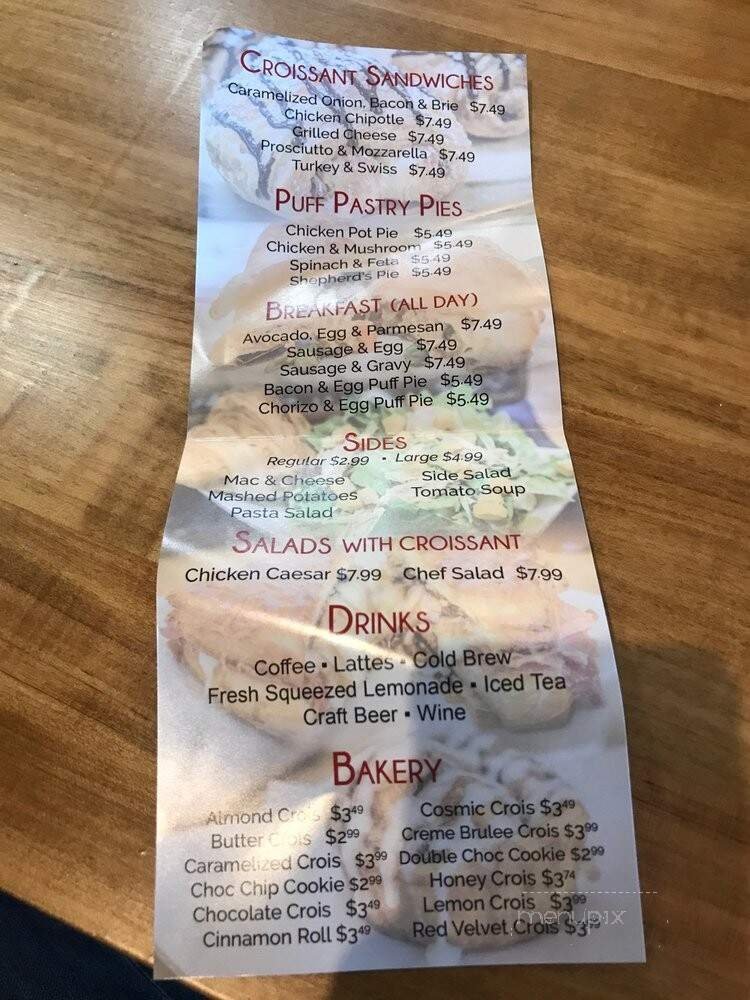 CROISSANT SANDWICHES
Caramelized Onion, Bacon & Brie $7.49
Chicken Chipotle $7.49
Grilled Cheese $7.49
Prosciutto & Mozzarella $7.49
Turkey & Swiss $7.49
PUFF PASTRY PIES
Chicken Pot Pie $5.49
Chicken & Mushroom $5.49
Spinach & Feta $5.49
Shepherd's Pie $5.49
BREAKFAST (ALL DAY)
Avocado, Egg & Parmesan $7.49
Sausage & Egg $7.49
Sausage & Gravy $7.49
Bacon & Egg Puff Pie $5.49
Chorizo & Egg Puff Pie $5.49
SIDES
Regular $2.99 • Large $4.99
Mac & Cheese Side Salad
Mashed Potatoes Tomato Soup
Pasta Salad
SALADS WITH CROISSANT
Chicken Caesar $7.99 Chef Salad $7.99
DRINKS
Coffee ▪ Lattes ▪ Cold Brew
Fresh Squeezed Lemonade ▪ Iced Tea
Craft Beer ▪ Wine
BAKERY
Almond Crois $3.49
Butter Crois $2.99
Caramelized Crois $3.99
Choc Chip Cookie $2.99
Chocolate Crois $3.49
Cinnamon Roll $3.49
Cosmic Crois $3.49
Creme Brulee Crois $3.99
Double Choc Cookie $2.99
Honey Crois $3.74
Lemon Crois $3.99
Red Velvet Crois
menupix